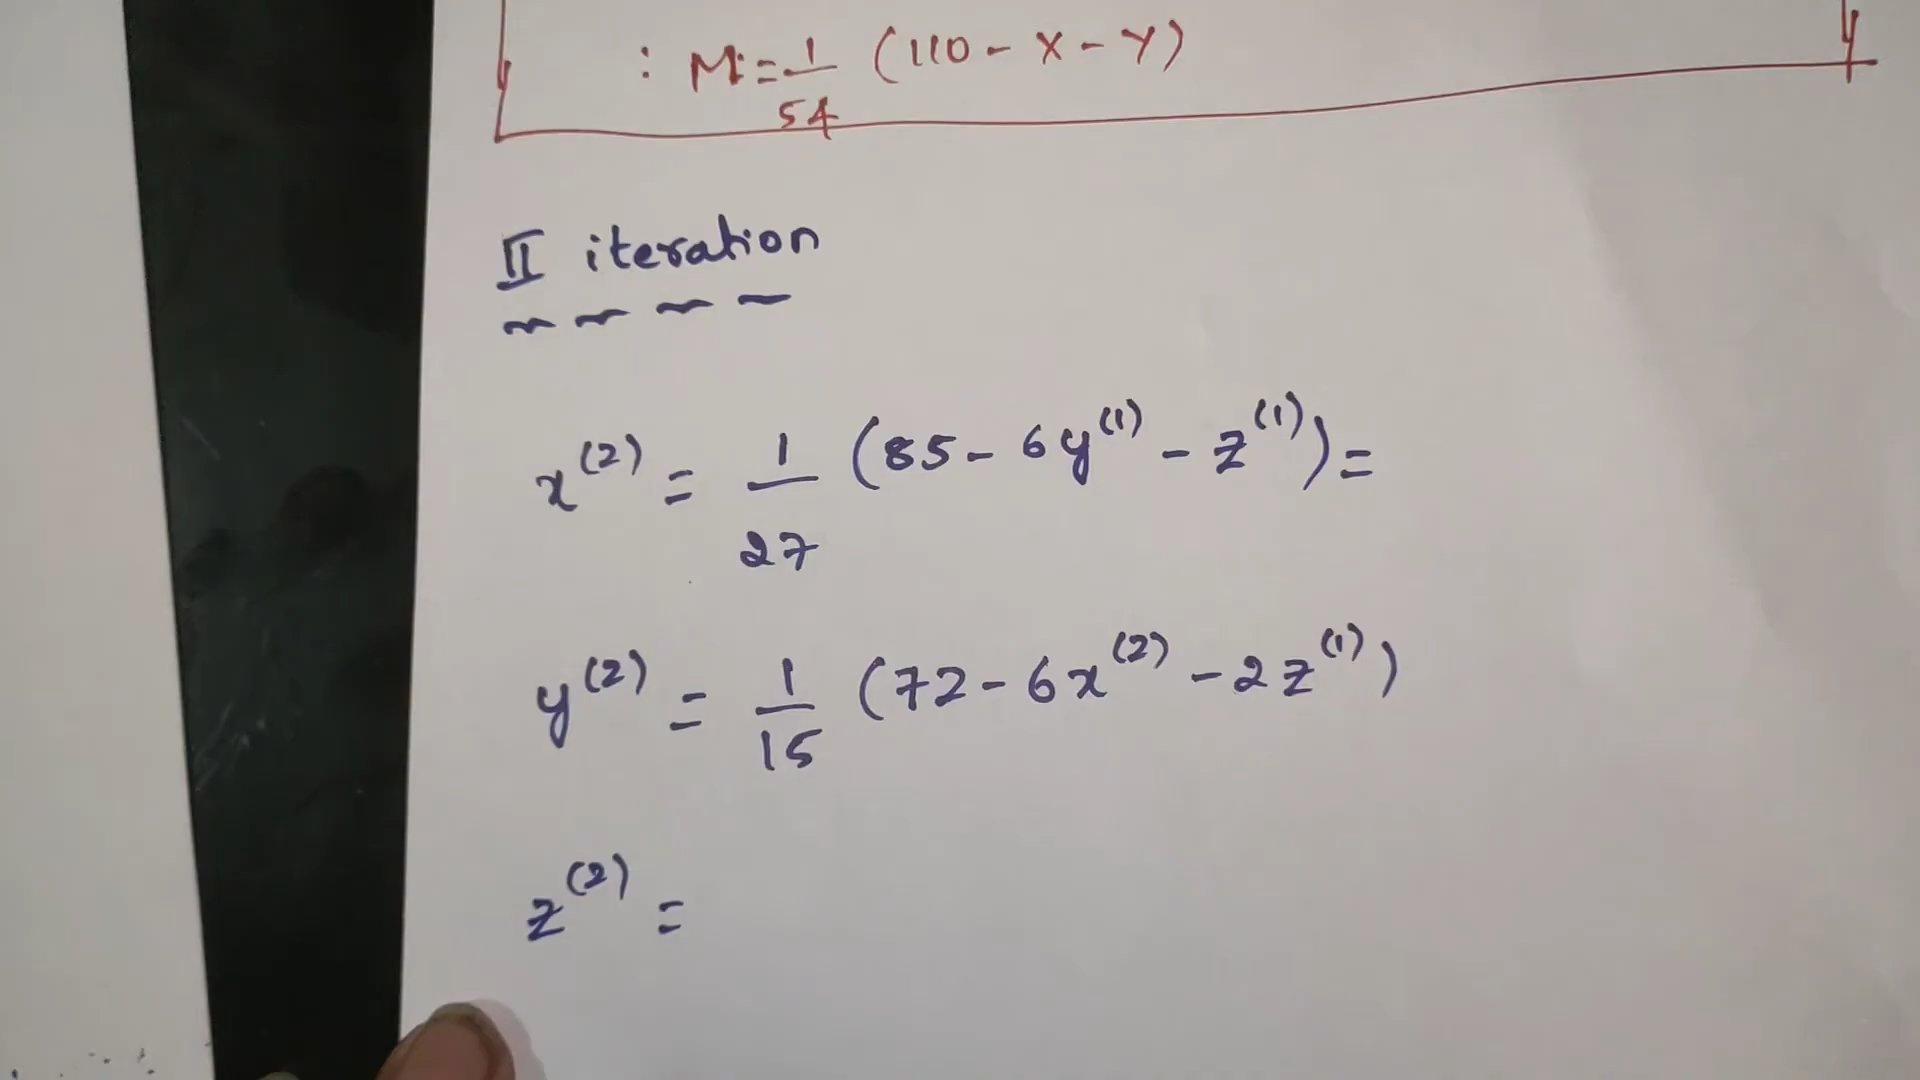 : M = 1/54 (110 - X - Y)
II iteration
x^(2) = 1/27 (85 - 6y^(1) - z^(1)) =
y^(2) = 1/15 (72 - 6x^(2) - 2z^(1))
z^(2) =